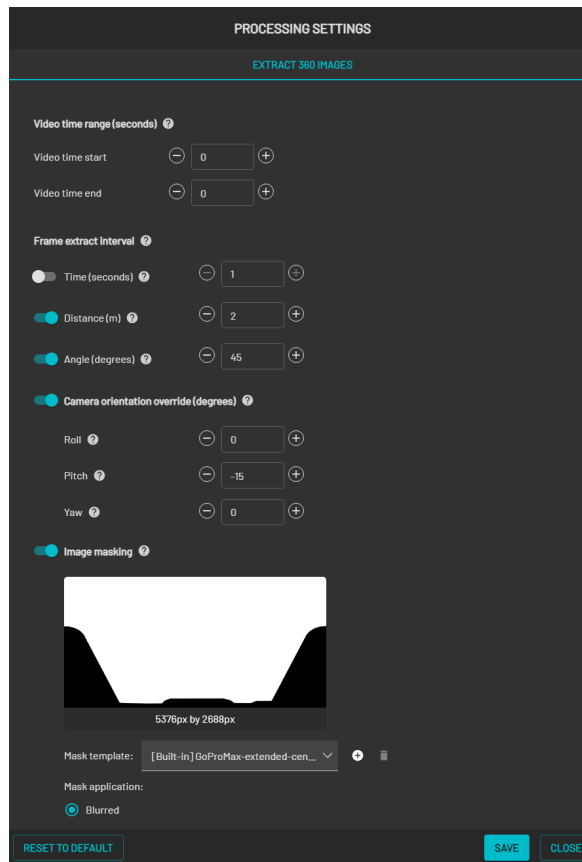 PROCESSING SETTINGS
EXTRACT 360 IMAGES
Video time range (seconds) ?
Video time start 0
Video time end 0
Frame extract interval ?
Time (seconds) ? 1
Distance (m) ? 2
Angle (degrees) ? 45
Camera orientation override (degrees) ?
Roll ? 0
Pitch ? -15
Yaw ? 0
Image masking ?
5376px by 2688px
Mask template: [Built-in] GoProMax-extended-cen...
Mask application:
Blurred
RESET TO DEFAULT SAVE CLOSE